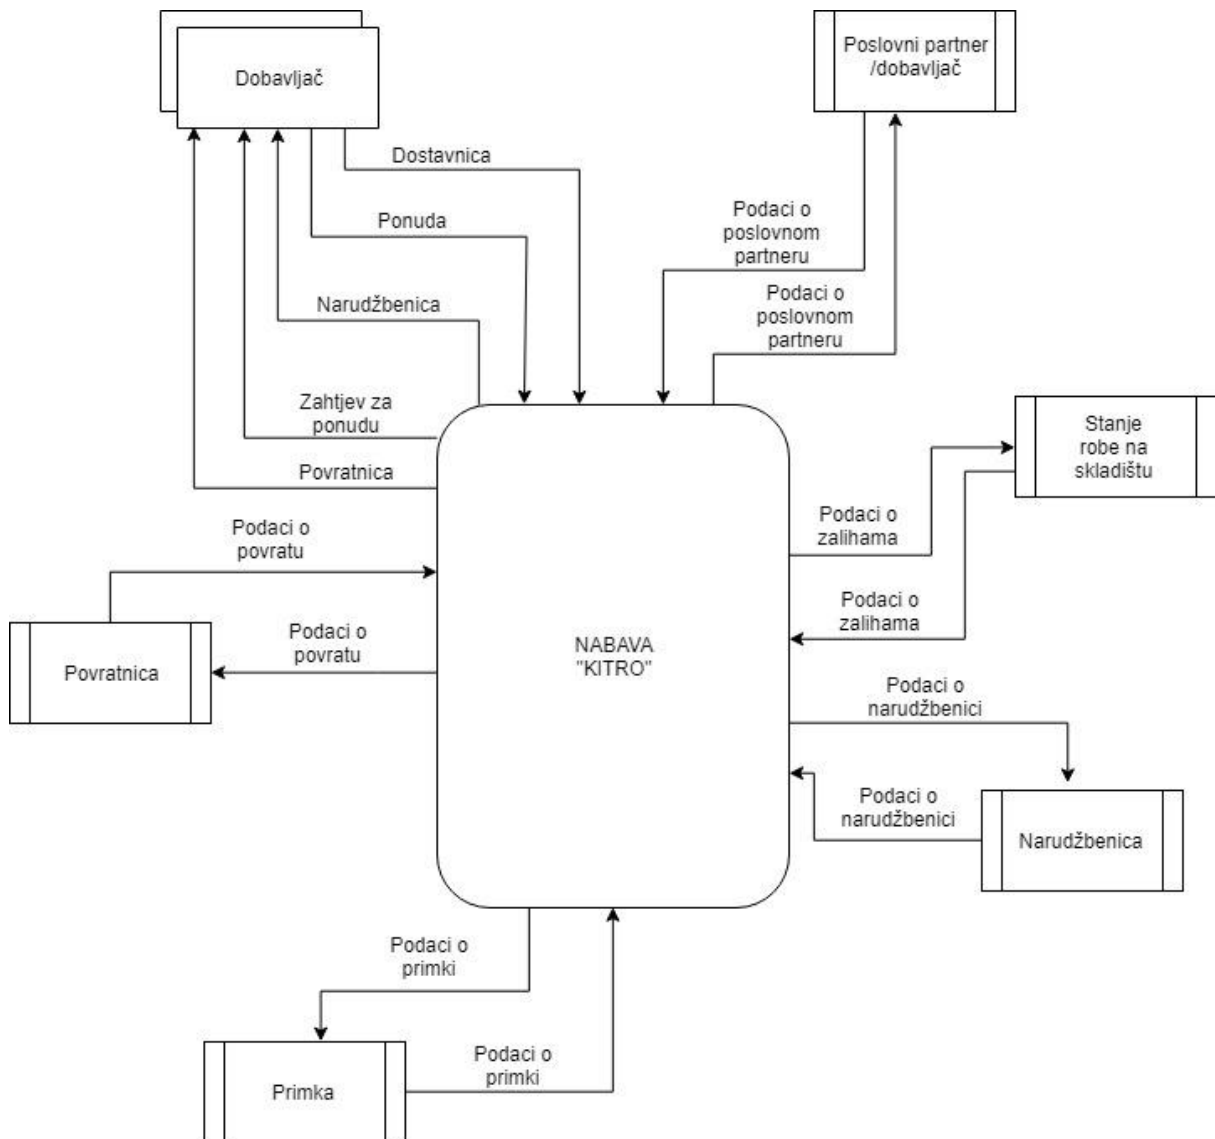 Dobavljač
Poslovni partner
/dobavljač
Dostavnica
Ponuda
Podaci o
poslovnom
partneru
Narudžbenica
Podaci o
poslovnom
partneru
Zahtjev za
ponudu
Stanje
robe na
skladištu
Povratnica
Podaci o
povratu
Podaci o
zalihama
Podaci o
zalihama
Podaci o
povratu
Povratnica
NABAVA
"KITRO"
Podaci o
narudžbenici
Podaci o
narudžbenici
Narudžbenica
Podaci o
primki
Podaci o
primki
Primka